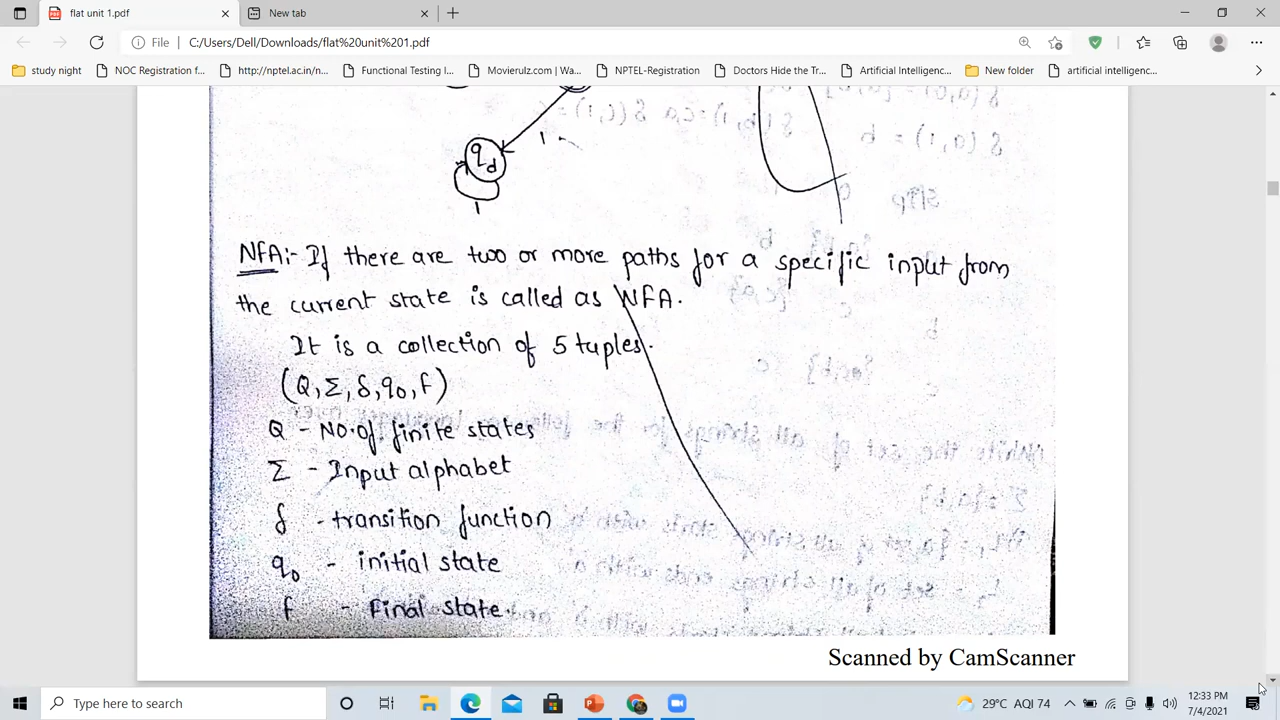 flat unit 1.pdf
New tab
File
C:/Users/Dell/Downloads/flat%20unit%201.pdf
study night
NOC Registration f...
http://nptel.ac.in/n...
Functional Testing I...
Movierulz.com | Wa...
NPTEL-Registration
Doctors Hide the Tr...
Artificial Intelligenc...
New folder
artificial intelligenc...
1
qd
1
NFA:- If there are two or more paths for a specific input from
the current state is called as NFA.
It is a collection of 5 tuples.
(Q, Σ, δ, q0, f)
Q - No. of finite states
Σ - Input alphabet
δ - transition function
q0 - initial state
f - Final state.
Scanned by CamScanner
Type here to search
29°C AQI 74
12:33 PM
7/4/2021